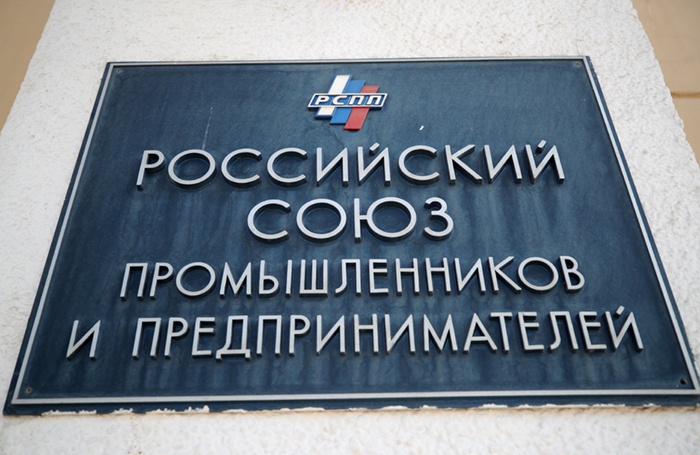 РСПП
РОССИЙСКИЙ
СОЮЗ
ПРОМЫШЛЕННИКОВ
И ПРЕДПРИНИМАТЕЛЕЙ